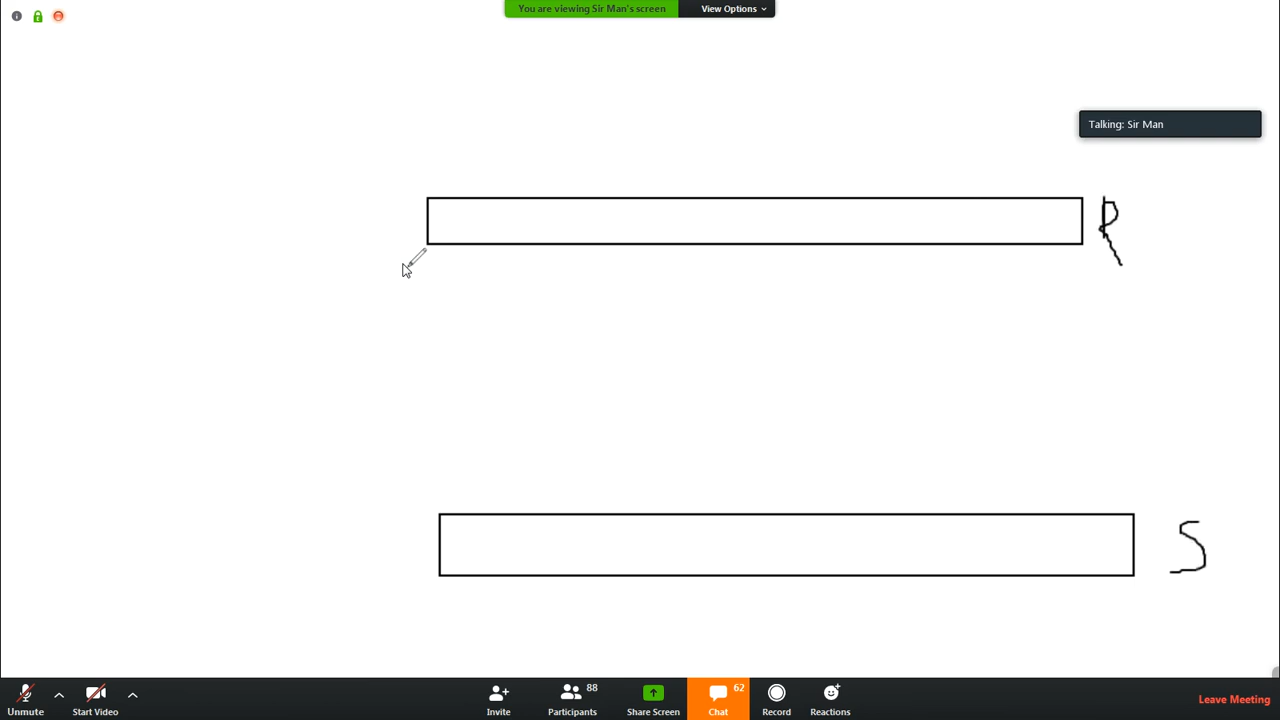 You are viewing Sir Man's screen View Options
Talking: Sir Man
R
S
88 62
Unmute Start Video Invite Participants Share Screen Chat Record Reactions Leave Meeting